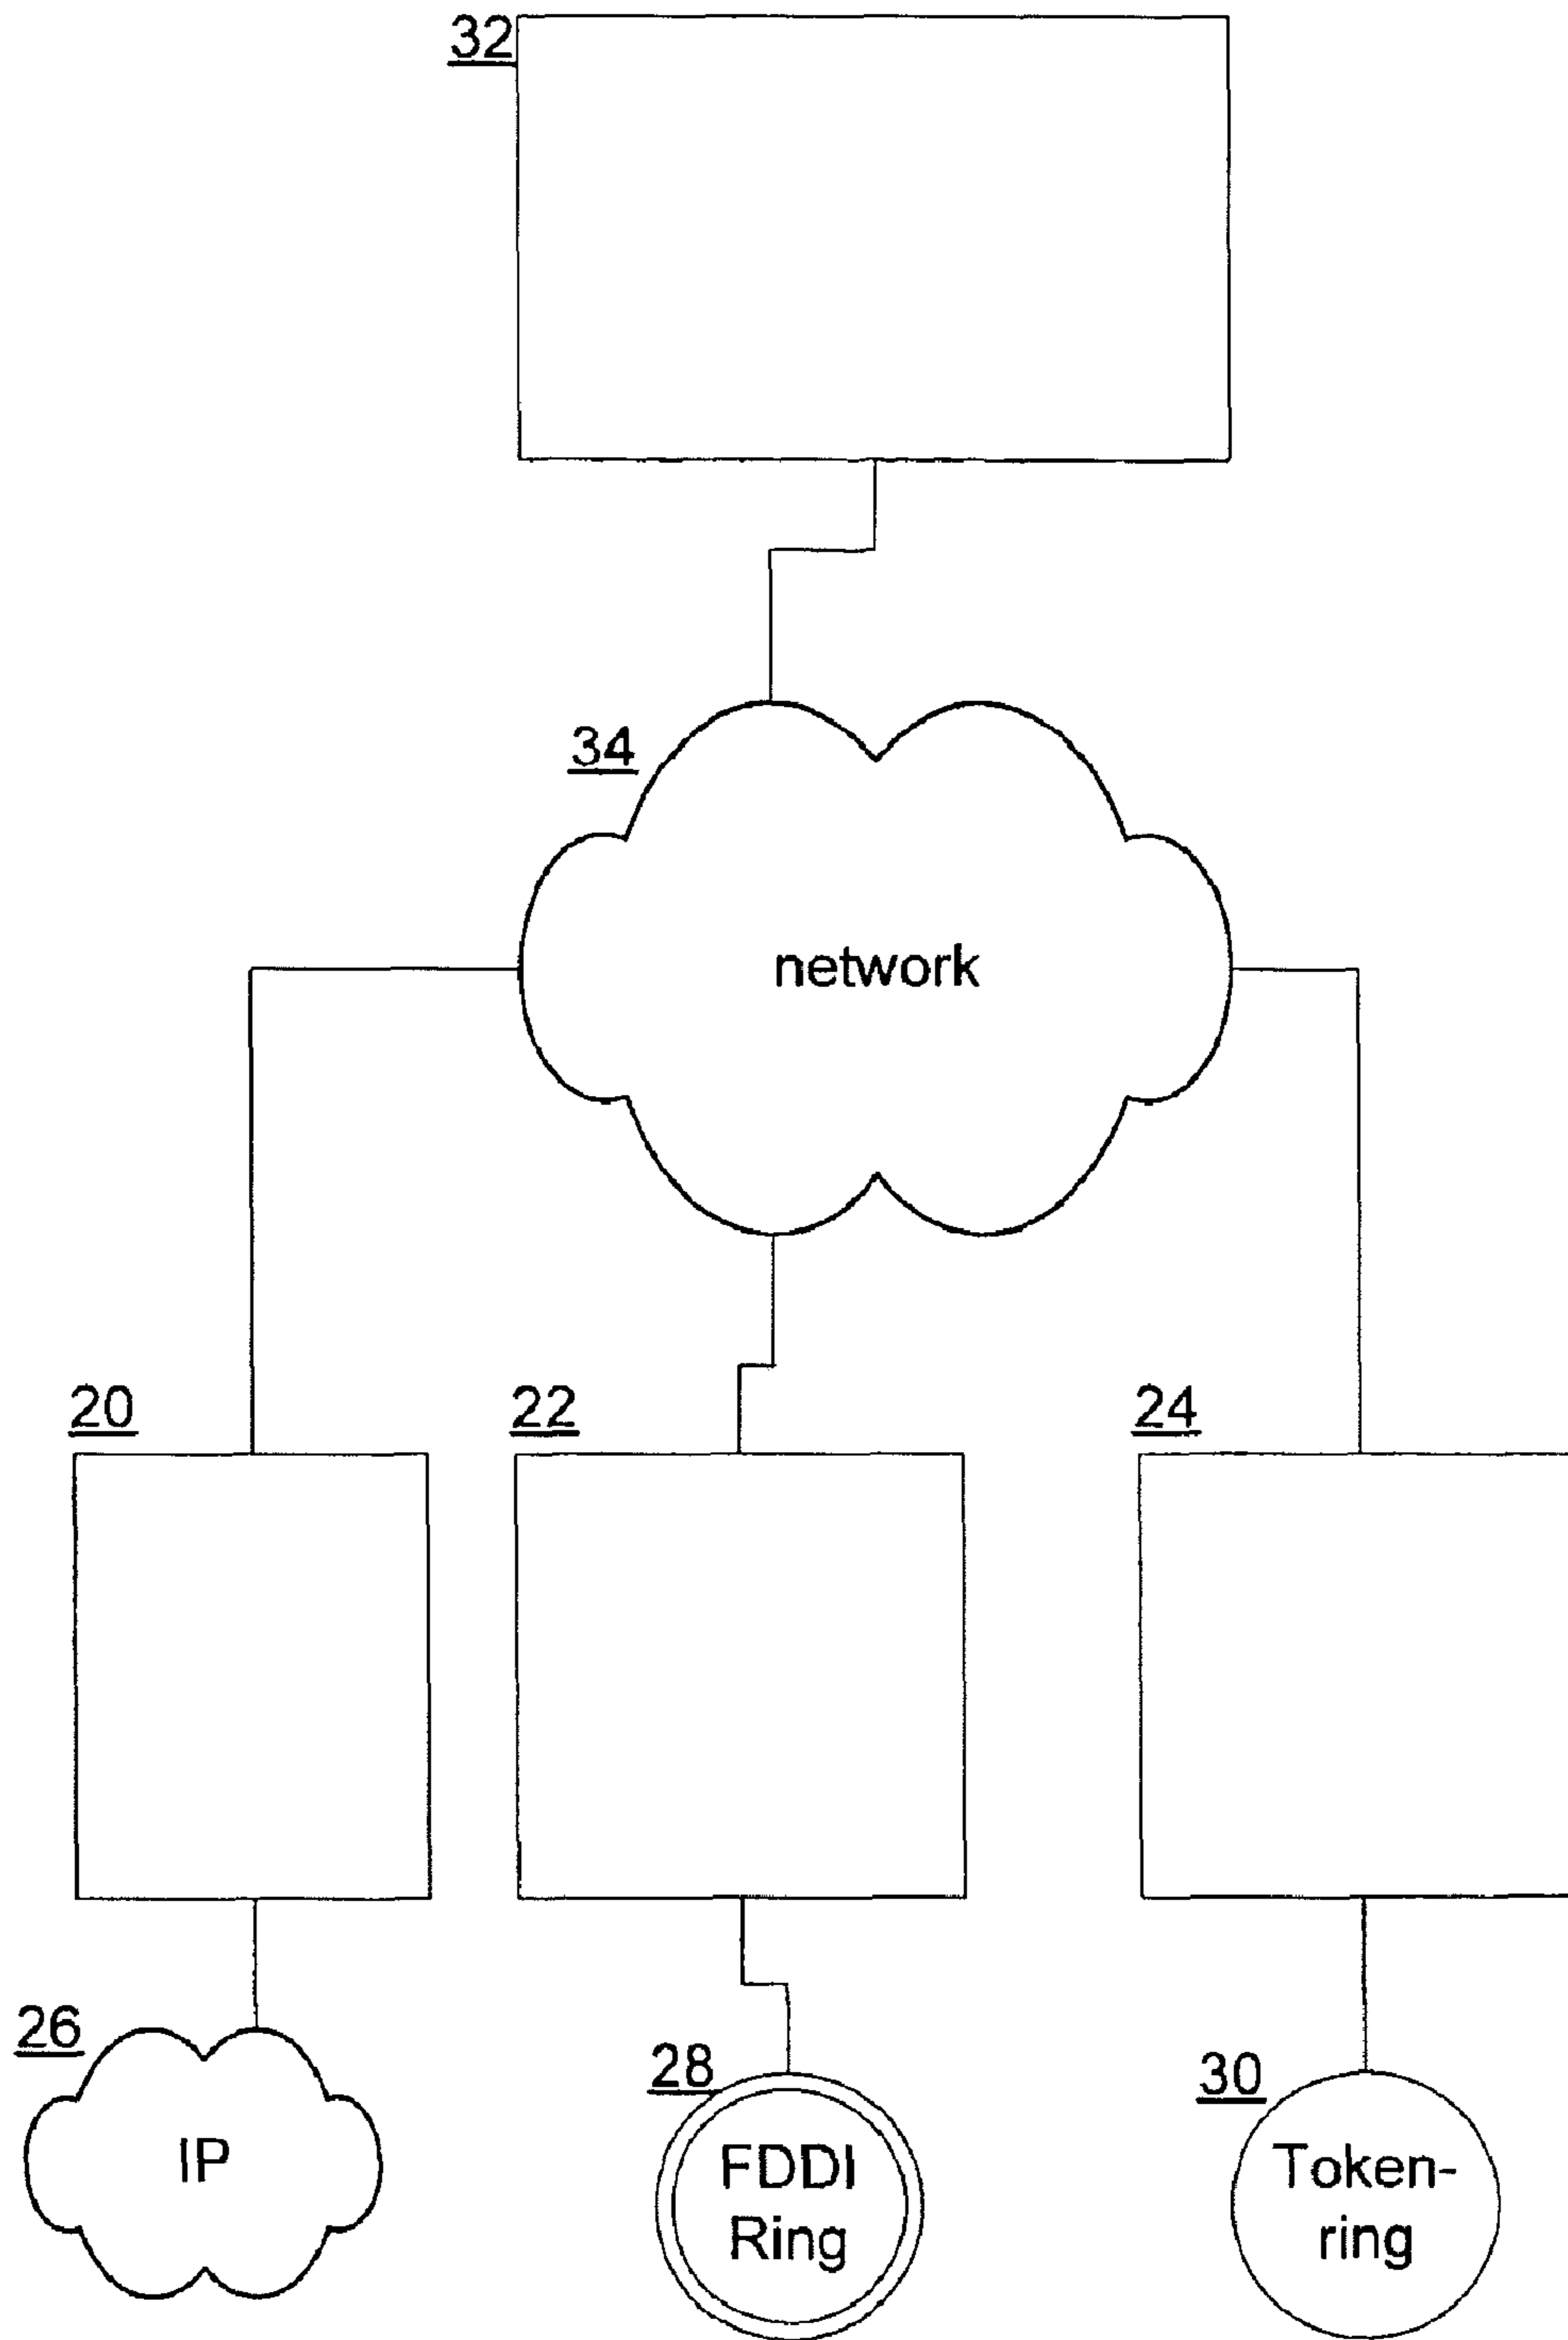 32
34
network
20
22
24
26
28
30
IP
FDDI
Ring
Token-
ring